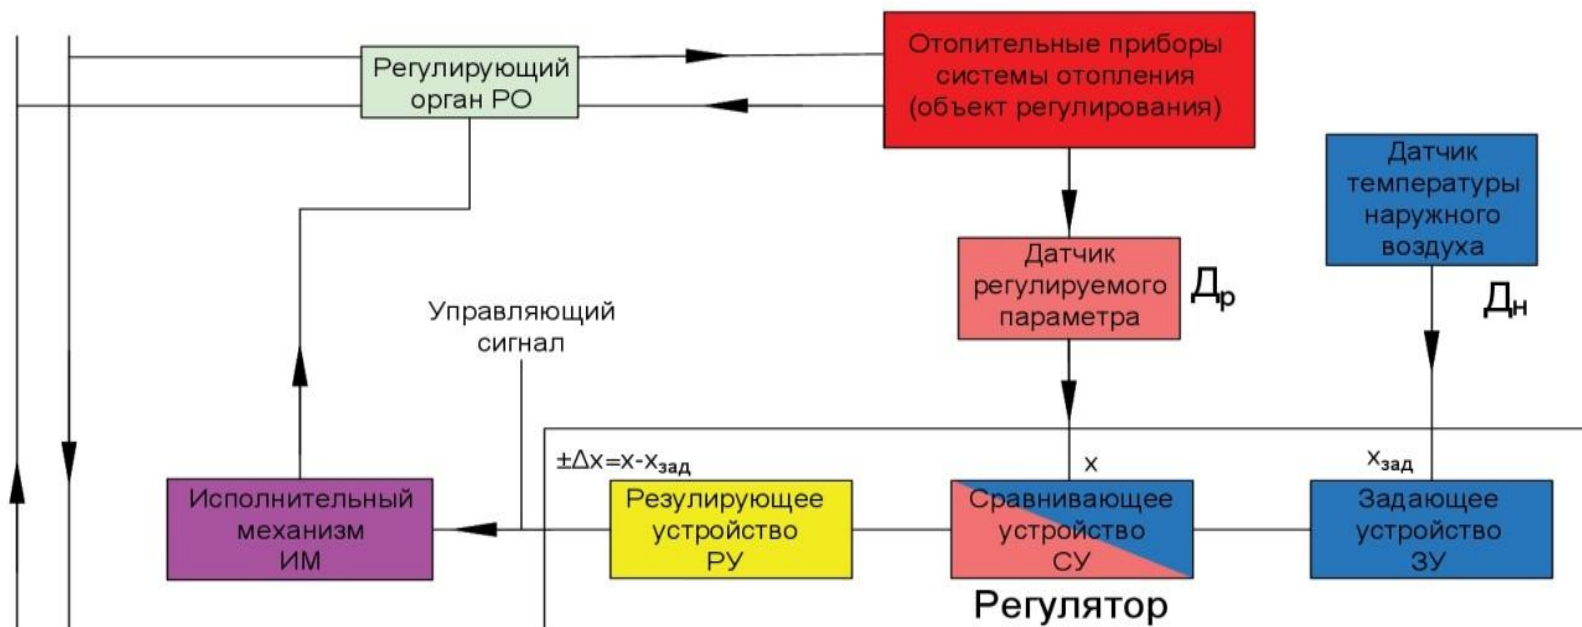 Регулирующий
орган РО
Отопительные приборы
системы отопления
(объект регулирования)
Датчик
температуры
наружного
воздуха
Дн
Датчик
регулируемого
параметра
Др
Управляющий
сигнал
±Δx=x-xзад
x
xзад
Исполнительный
механизм
ИМ
Резулирующее
устройство
РУ
Сравнивающее
устройство
СУ
Задающее
устройство
ЗУ
Регулятор